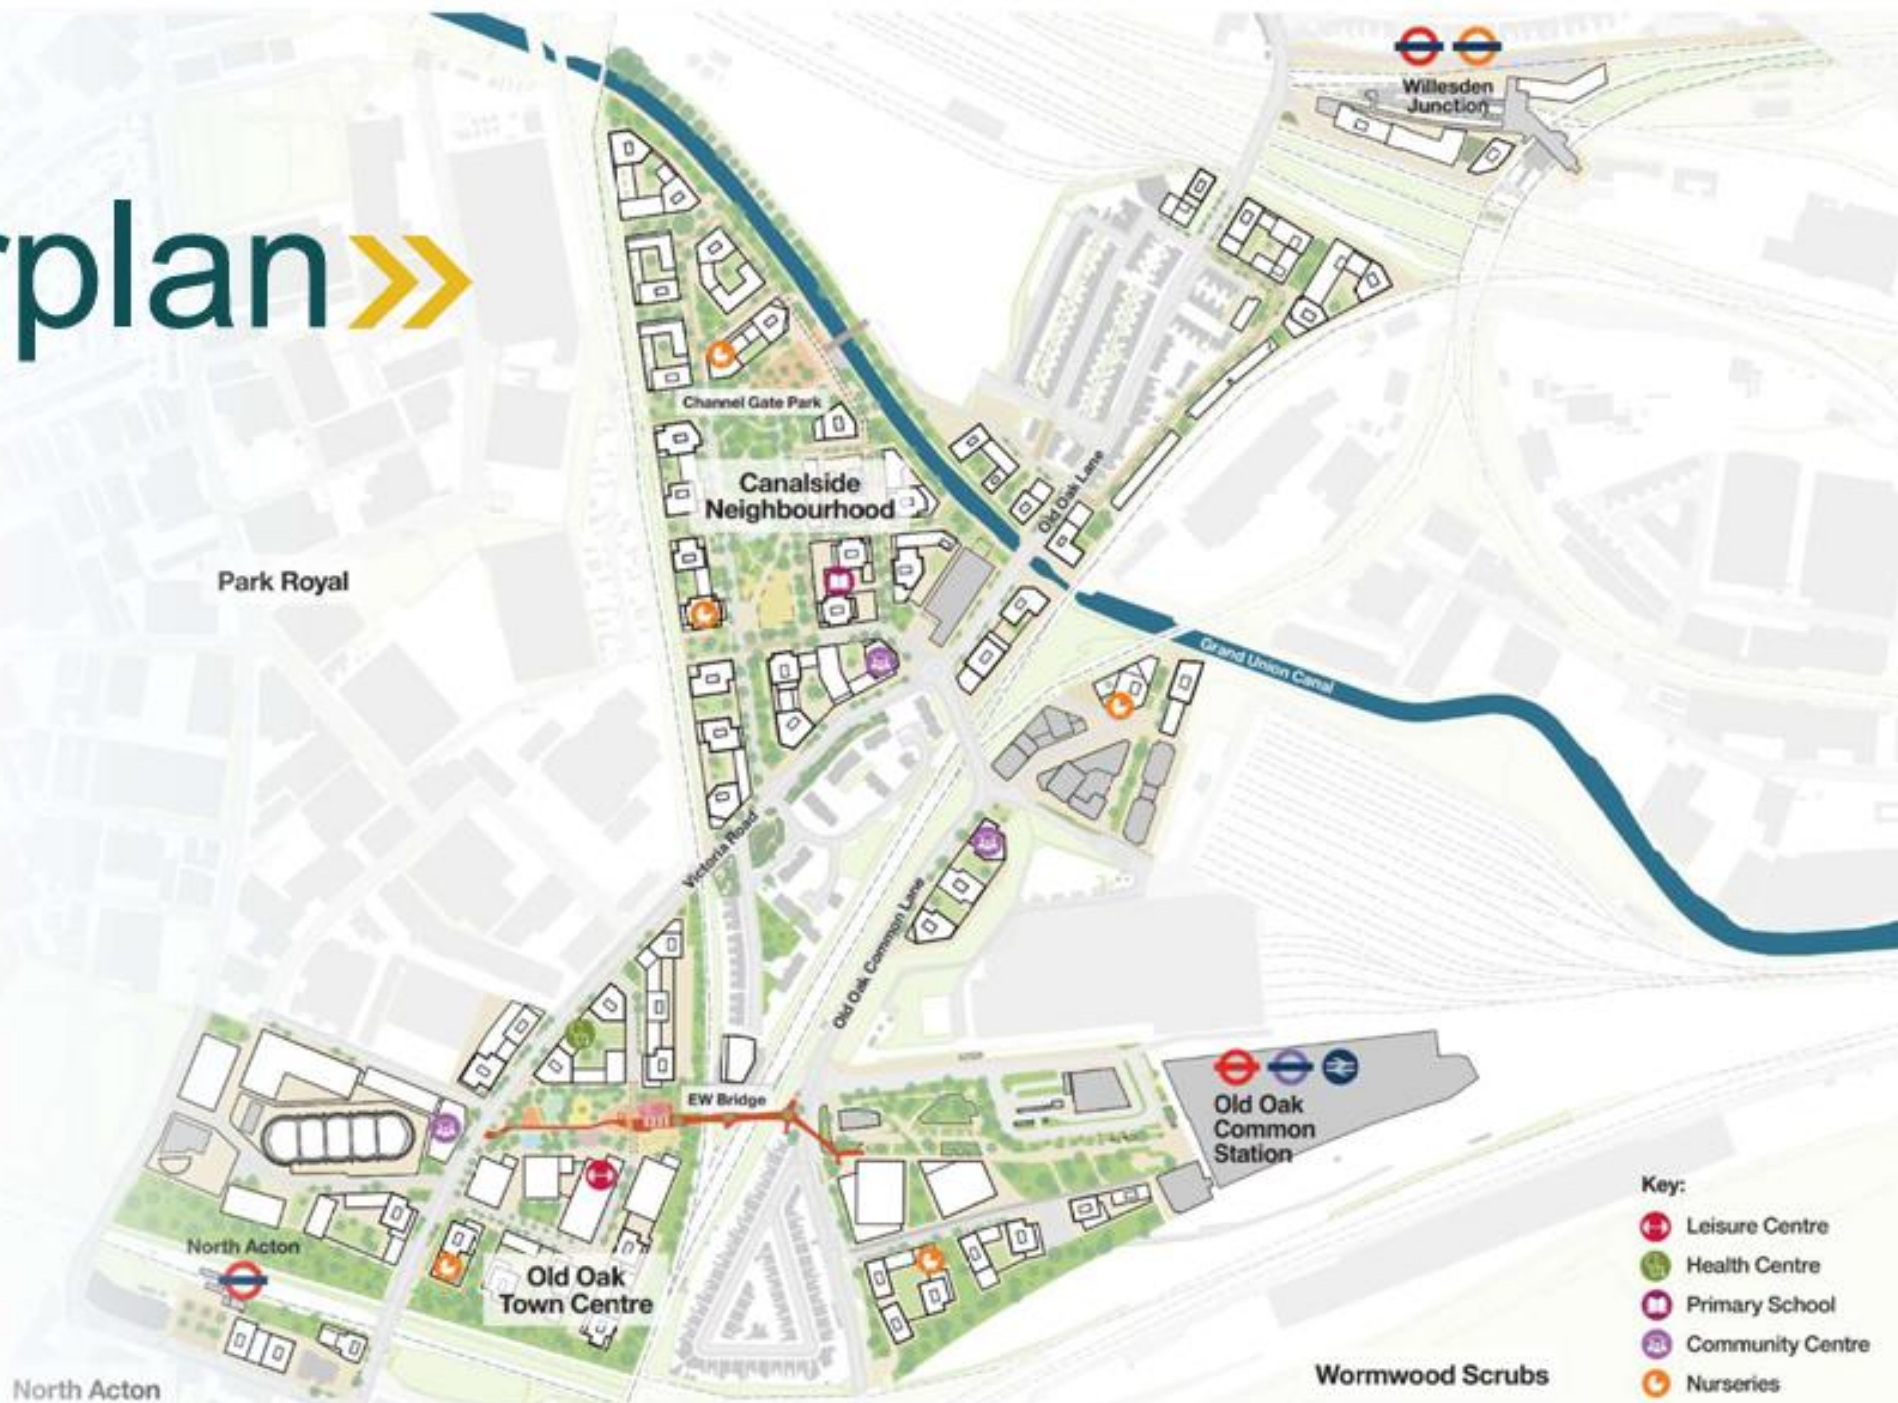 rplan
Willesden
Junction
Channel Gate Park
Canalside
Neighbourhood
Old Oak Lane
Park Royal
Grand Union Canal
Victoria Road
Old Oak Common Lane
EW Bridge
Old Oak
Common
Station
North Acton
Old Oak
Town Centre
Wormwood Scrubs
North Acton
Key:
Leisure Centre
Health Centre
Primary School
Community Centre
Nurseries